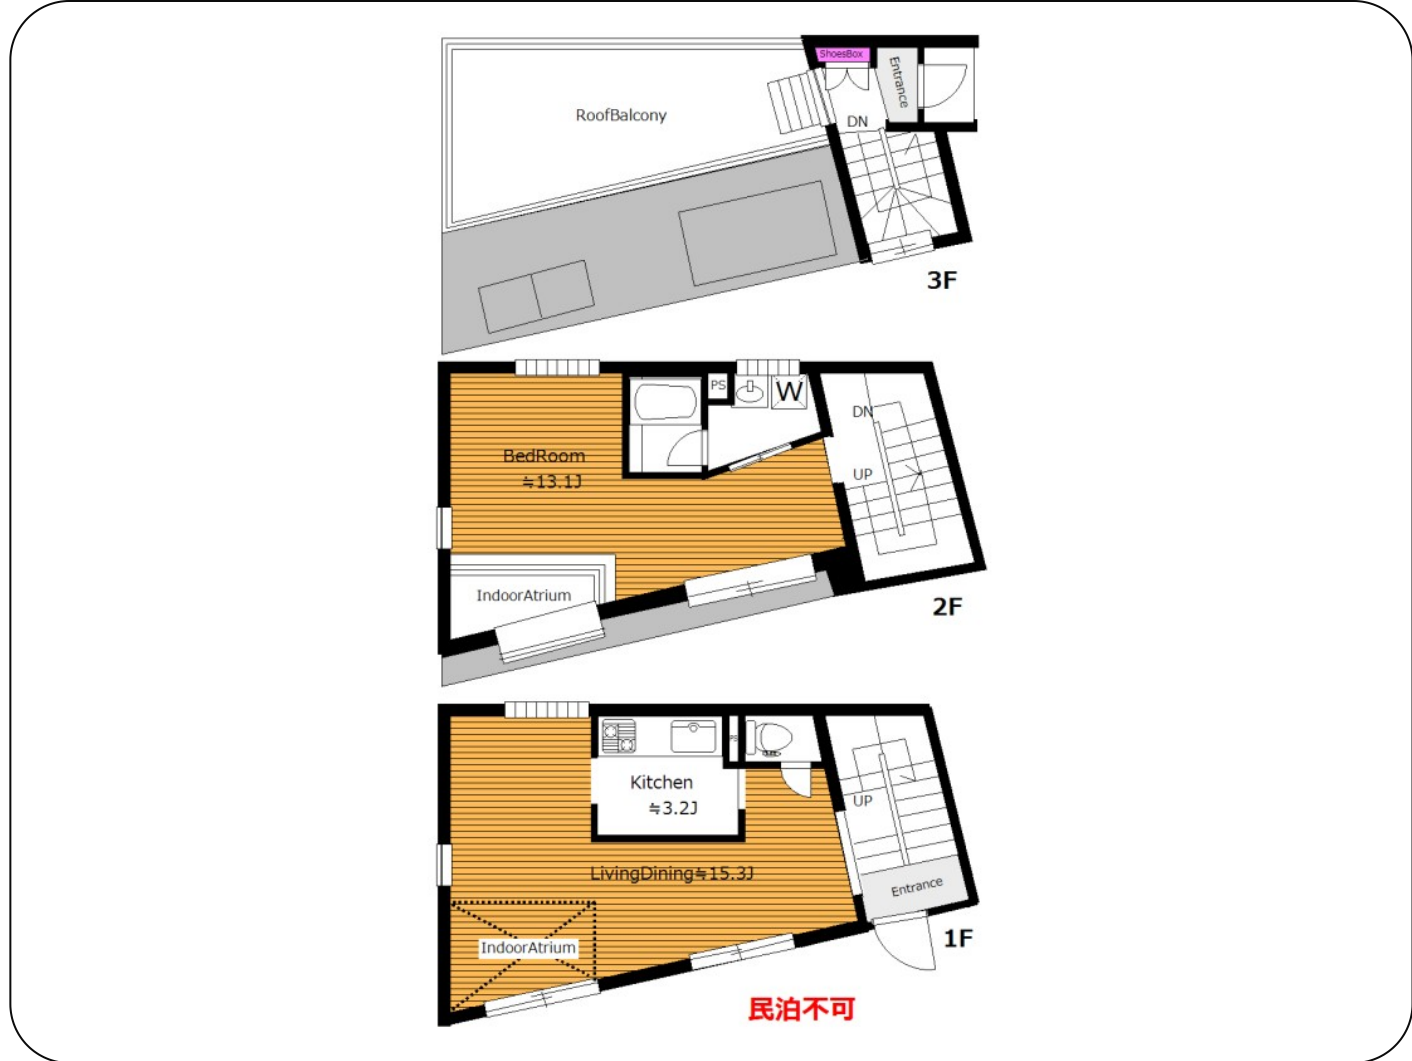 ShoesBox
Entrance
RoofBalcony
DN
3F
PS
W
DN
BedRoom
≒13.1J
UP
IndoorAtrium
2F
PS
Kitchen
≒3.2J
UP
LivingDining≒15.3J
Entrance
IndoorAtrium
1F
民泊不可